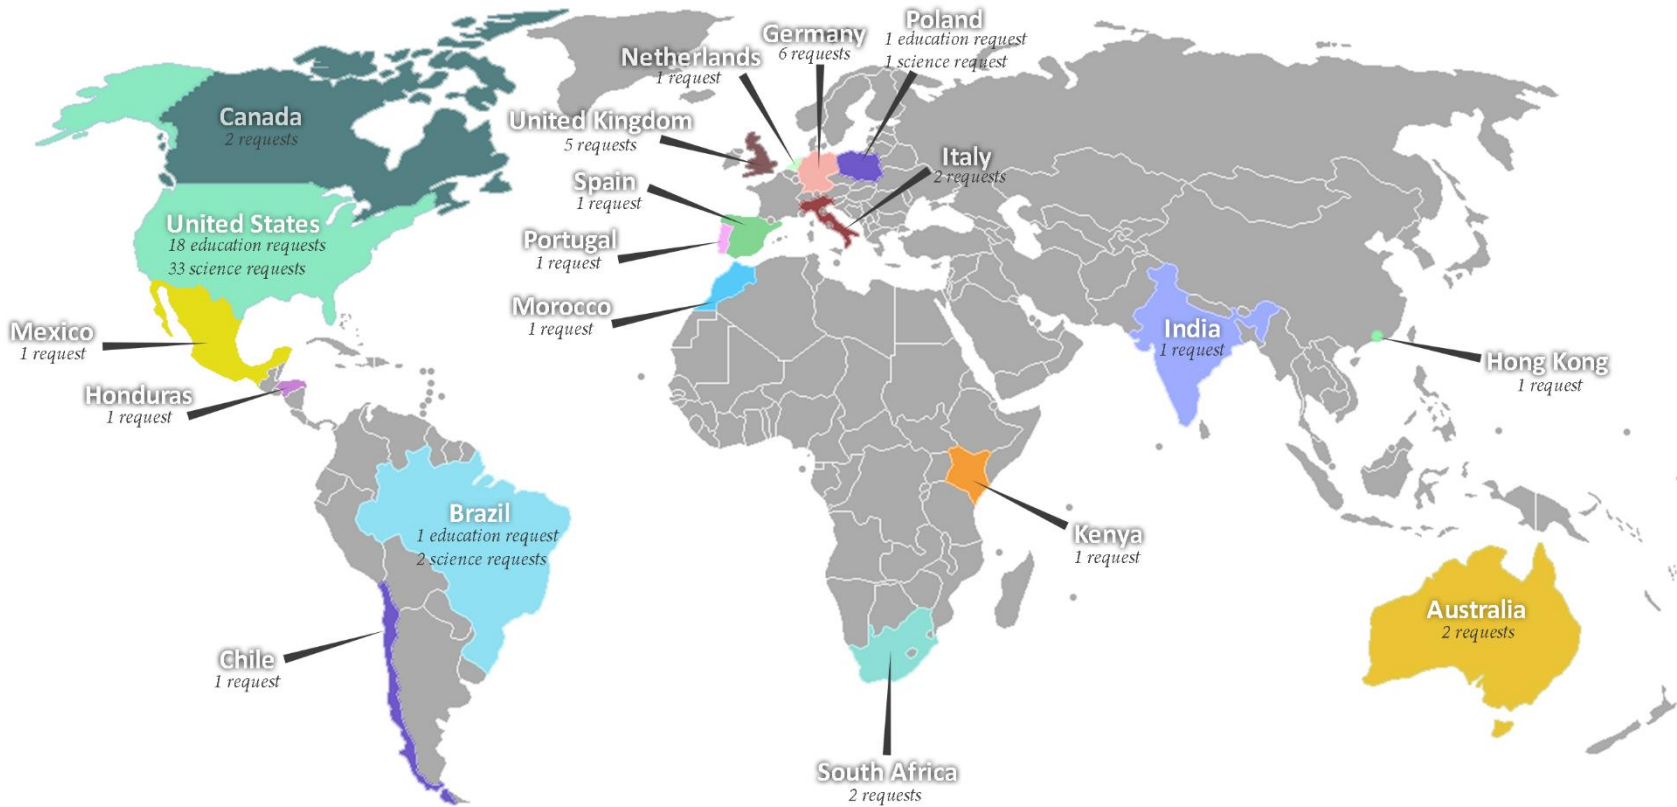 Poland
1 education request
1 science request
Germany
6 requests
Netherlands
1 request
Canada
2 requests
United Kingdom
5 requests
Italy
2 requests
Spain
1 request
United States
18 education requests
33 science requests
Portugal
1 request
Morocco
1 request
Mexico
1 request
India
1 request
Hong Kong
1 request
Honduras
1 request
Brazil
1 education request
2 science requests
Kenya
1 request
Australia
2 requests
Chile
1 request
South Africa
2 requests